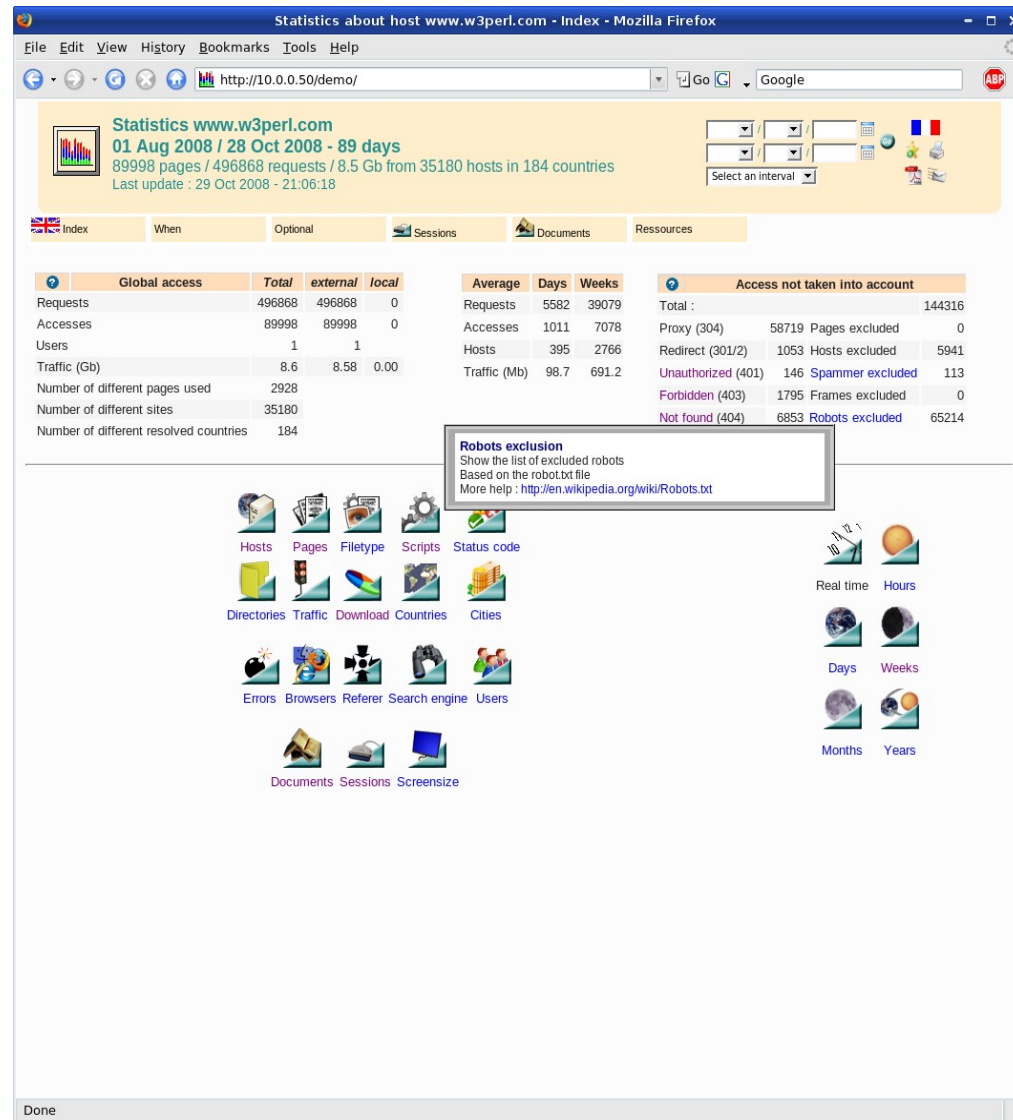 Statistics about host www.w3perl.com - Index - Mozilla Firefox
File Edit View History Bookmarks Tools Help
http://10.0.0.50/demo/ Go G Google ABP
Statistics www.w3perl.com
01 Aug 2008 / 28 Oct 2008 - 89 days
89998 pages / 496868 requests / 8.5 Gb from 35180 hosts in 184 countries
Last update : 29 Oct 2008 - 21:06:18
/ /
/ /
Select an interval
Index When Optional Sessions Documents Ressources
? Global access Total external local
Requests 496868 496868 0
Accesses 89998 89998 0
Users 1 1
Traffic (Gb) 8.6 8.58 0.00
Number of different pages used 2928
Number of different sites 35180
Number of different resolved countries 184
Average Days Weeks
Requests 5582 39079
Accesses 1011 7078
Hosts 395 2766
Traffic (Mb) 98.7 691.2
? Access not taken into account
Total : 144316
Proxy (304) 58719 Pages excluded 0
Redirect (301/2) 1053 Hosts excluded 5941
Unauthorized (401) 146 Spammer excluded 113
Forbidden (403) 1795 Frames excluded 0
Not found (404) 6853 Robots excluded 65214
Robots exclusion
Show the list of excluded robots
Based on the robot.txt file
More help : http://en.wikipedia.org/wiki/Robots.txt
Hosts Pages Filetype Scripts Status code
Directories Traffic Download Countries Cities
Errors Browsers Referer Search engine Users
Documents Sessions Screensize
10 11 12 1
Real time Hours
Days Weeks
Months Years
Done